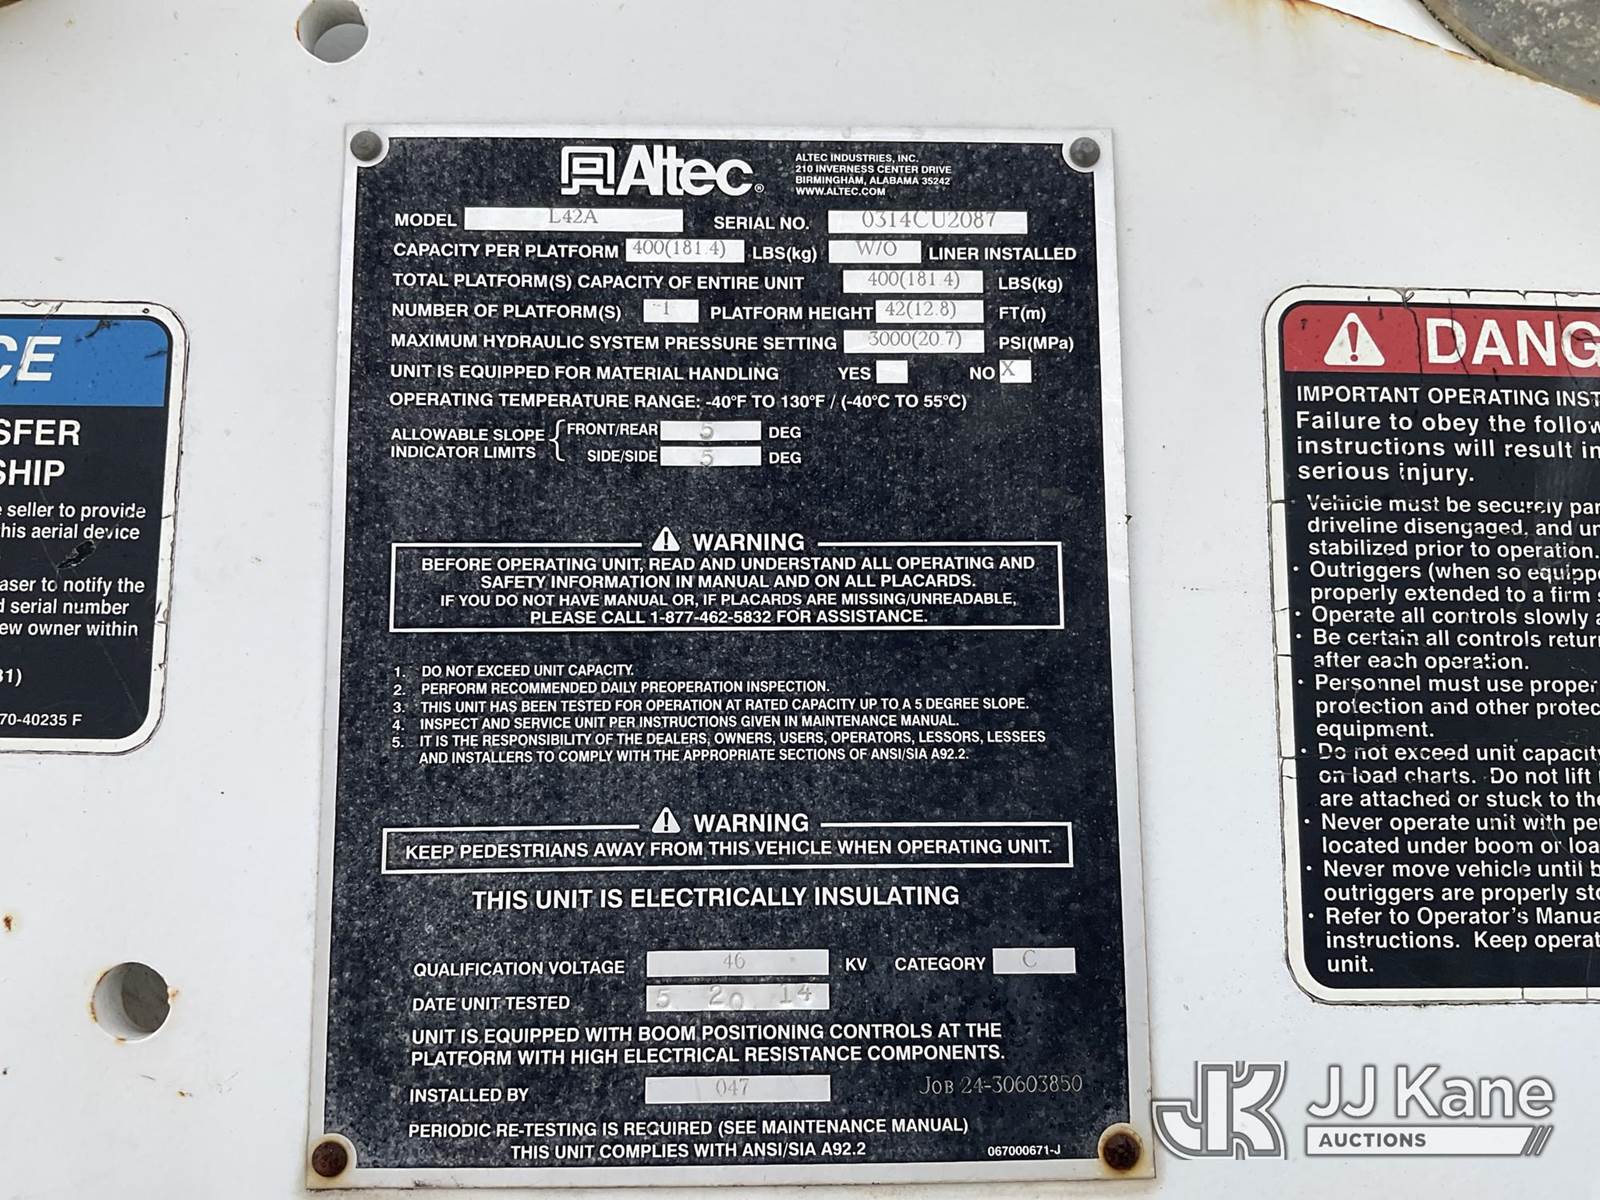 Altec®
ALTEC INDUSTRIES, INC.
210 INVERNESS CENTER DRIVE
BIRMINGHAM, ALABAMA 35242
WWW.ALTEC.COM
MODEL L42A SERIAL NO. 0314CU2087
CAPACITY PER PLATFORM 400(181.4) LBS(kg) W/O LINER INSTALLED
TOTAL PLATFORM(S) CAPACITY OF ENTIRE UNIT 400(181.4) LBS(kg)
NUMBER OF PLATFORM(S) 1 PLATFORM HEIGHT 42(12.8) FT(m)
MAXIMUM HYDRAULIC SYSTEM PRESSURE SETTING 3000(20.7) PSI(MPa)
UNIT IS EQUIPPED FOR MATERIAL HANDLING YES NO X
OPERATING TEMPERATURE RANGE: -40°F TO 130°F / (-40°C TO 55°C)
ALLOWABLE SLOPE INDICATOR LIMITS
FRONT/REAR 5 DEG
SIDE/SIDE 5 DEG
WARNING
BEFORE OPERATING UNIT, READ AND UNDERSTAND ALL OPERATING AND
SAFETY INFORMATION IN MANUAL AND ON ALL PLACARDS.
IF YOU DO NOT HAVE MANUAL OR, IF PLACARDS ARE MISSING/UNREADABLE,
PLEASE CALL 1-877-462-5832 FOR ASSISTANCE.
1. DO NOT EXCEED UNIT CAPACITY.
2. PERFORM RECOMMENDED DAILY PREOPERATION INSPECTION.
3. THIS UNIT HAS BEEN TESTED FOR OPERATION AT RATED CAPACITY UP TO A 5 DEGREE SLOPE.
4. INSPECT AND SERVICE UNIT PER INSTRUCTIONS GIVEN IN MAINTENANCE MANUAL.
5. IT IS THE RESPONSIBILITY OF THE DEALERS, OWNERS, USERS, OPERATORS, LESSORS, LESSEES
AND INSTALLERS TO COMPLY WITH THE APPROPRIATE SECTIONS OF ANSI/SIA A92.2.
WARNING
KEEP PEDESTRIANS AWAY FROM THIS VEHICLE WHEN OPERATING UNIT.
THIS UNIT IS ELECTRICALLY INSULATING
QUALIFICATION VOLTAGE 46 KV CATEGORY C
DATE UNIT TESTED 5 20 14
UNIT IS EQUIPPED WITH BOOM POSITIONING CONTROLS AT THE
PLATFORM WITH HIGH ELECTRICAL RESISTANCE COMPONENTS.
INSTALLED BY 047 JOB 24-30603850
PERIODIC RE-TESTING IS REQUIRED (SEE MAINTENANCE MANUAL)
THIS UNIT COMPLIES WITH ANSI/SIA A92.2 067000671-J
CE
SFER
SHIP
e seller to provide
his aerial device
aser to notify the
d serial number
ew owner within
31)
70-40235 F
DANG
IMPORTANT OPERATING INST
Failure to obey the follow
instructions will result in
serious injury.
· Vehicle must be securely par
driveline disengaged, and un
stabilized prior to operation.
· Outriggers (when so equippe
properly extended to a firm s
· Operate all controls slowly a
· Be certain all controls return
after each operation.
· Personnel must use proper
protection and other protec
equipment.
· Do not exceed unit capacity
on load charts. Do not lift
are attached or stuck to the
· Never operate unit with pe
located under boom or loa
· Never move vehicle until b
outriggers are properly sto
· Refer to Operator's Manua
instructions. Keep operat
unit.
JK JJ Kane
AUCTIONS